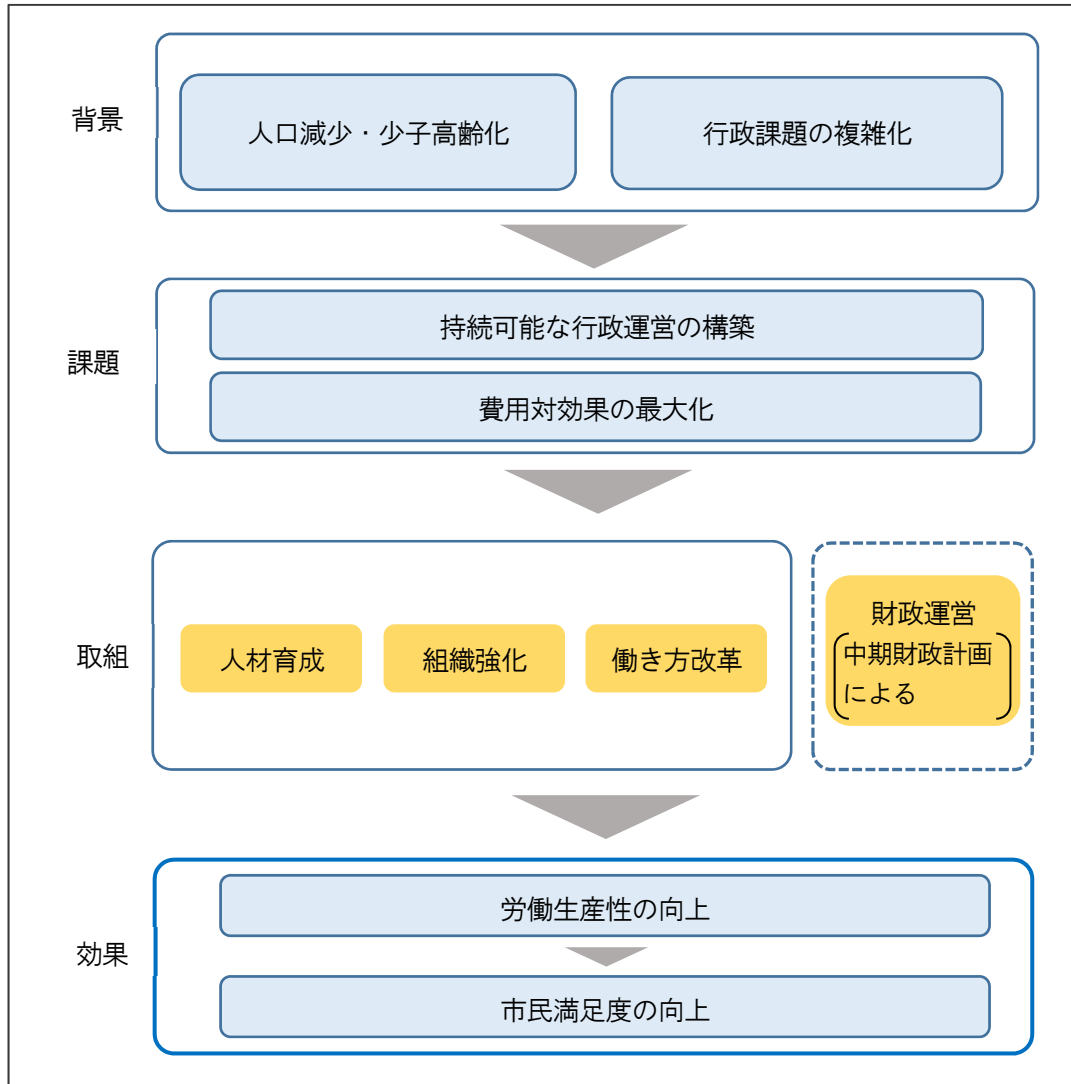 背景
人口減少・少子高齢化
行政課題の複雑化
課題
持続可能な行政運営の構築
費用対効果の最大化
取組
人材育成
組織強化
働き方改革
財政運営
中期財政計画
による
効果
労働生産性の向上
市民満足度の向上